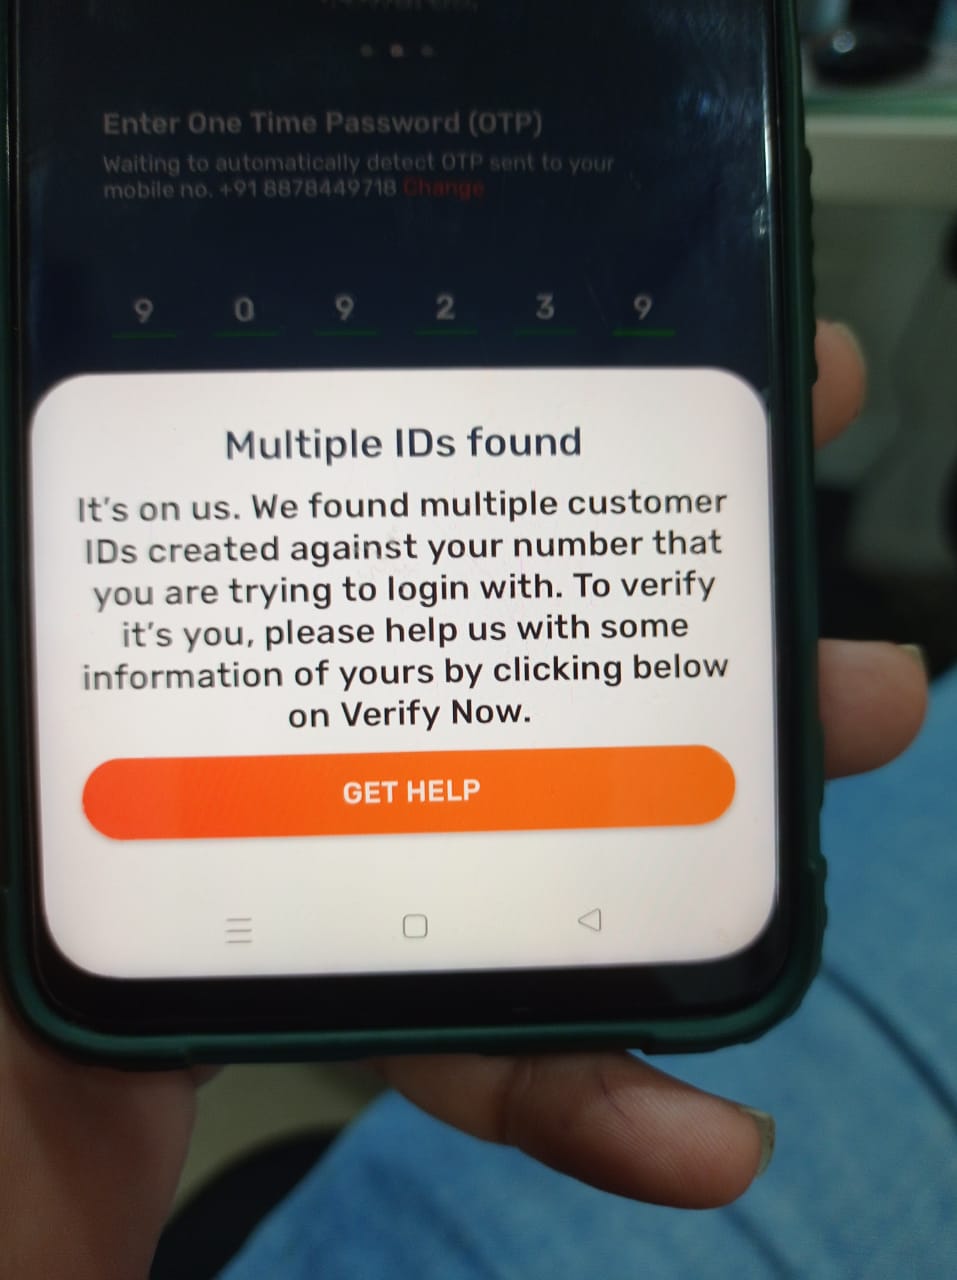 Enter One Time Password (OTP)
Waiting to automatically detect OTP sent to your
mobile no. +91 8878449718 Change
9 0 9 2 3 9
Multiple IDs found
It's on us. We found multiple customer
IDs created against your number that
you are trying to login with. To verify
it's you, please help us with some
information of yours by clicking below
on Verify Now.
GET HELP